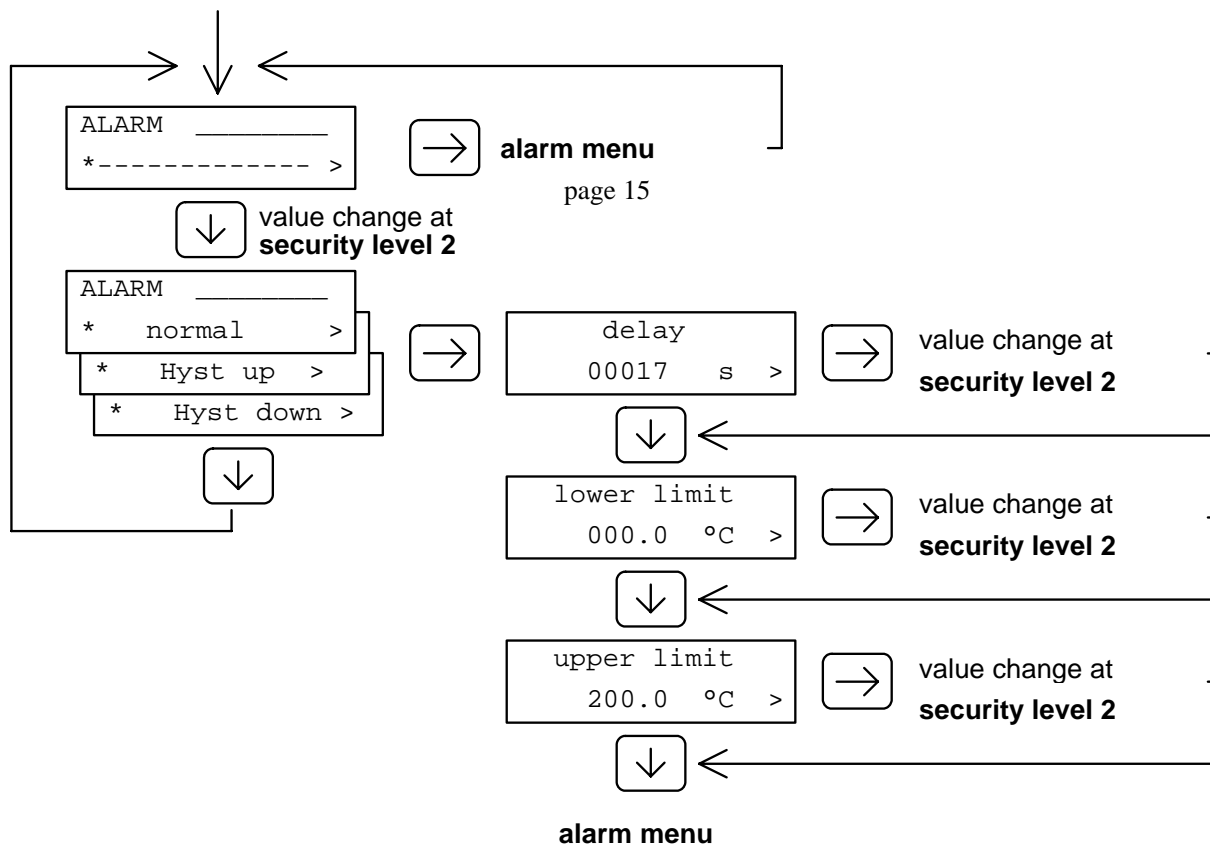 ALARM ________
*------------- >
alarm menu
page 15
value change at
security level 2
ALARM ________
* normal >
* Hyst up >
* Hyst down >
delay
00017 s >
value change at
security level 2
lower limit
000.0 °C >
value change at
security level 2
upper limit
200.0 °C >
value change at
security level 2
alarm menu